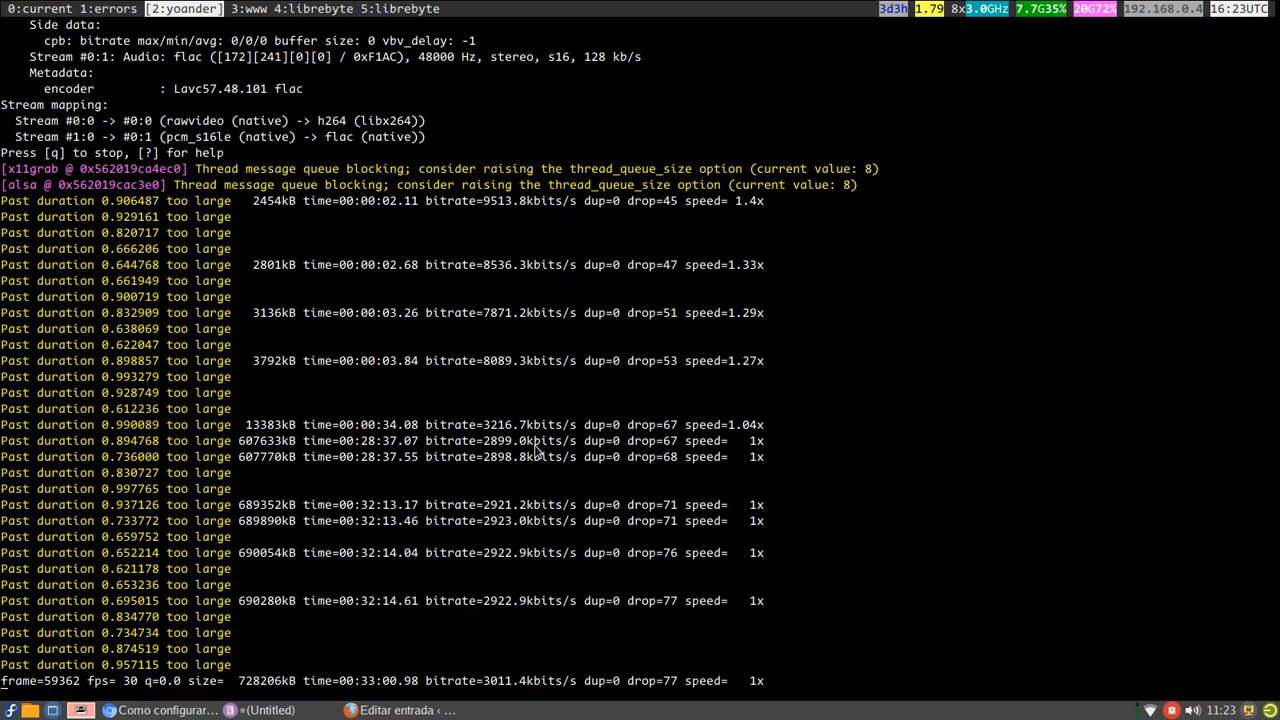 0:current 1:errors [2:yoander] 3:www 4:librebyte 5:librebyte 3d3h 1.79 8x3.0GHz 7.7G35% 20G72% 192.168.0.4 16:23UTC
Side data:
cpb: bitrate max/min/avg: 0/0/0 buffer size: 0 vbv_delay: -1
Stream #0:1: Audio: flac ([172][241][0][0] / 0xF1AC), 48000 Hz, stereo, s16, 128 kb/s
Metadata:
encoder : Lavc57.48.101 flac
Stream mapping:
Stream #0:0 -> #0:0 (rawvideo (native) -> h264 (libx264))
Stream #1:0 -> #0:1 (pcm_s16le (native) -> flac (native))
Press [q] to stop, [?] for help
[x11grab @ 0x562019ca4ec0] Thread message queue blocking; consider raising the thread_queue_size option (current value: 8)
[alsa @ 0x562019cac3e0] Thread message queue blocking; consider raising the thread_queue_size option (current value: 8)
Past duration 0.906487 too large 2454kB time=00:00:02.11 bitrate=9513.8kbits/s dup=0 drop=45 speed= 1.4x
Past duration 0.929161 too large
Past duration 0.820717 too large
Past duration 0.666206 too large
Past duration 0.644768 too large 2801kB time=00:00:02.68 bitrate=8536.3kbits/s dup=0 drop=47 speed=1.33x
Past duration 0.661949 too large
Past duration 0.900719 too large
Past duration 0.832909 too large 3136kB time=00:00:03.26 bitrate=7871.2kbits/s dup=0 drop=51 speed=1.29x
Past duration 0.638069 too large
Past duration 0.622047 too large
Past duration 0.898857 too large 3792kB time=00:00:03.84 bitrate=8089.3kbits/s dup=0 drop=53 speed=1.27x
Past duration 0.993279 too large
Past duration 0.928749 too large
Past duration 0.612236 too large
Past duration 0.990089 too large 13383kB time=00:00:34.08 bitrate=3216.7kbits/s dup=0 drop=67 speed=1.04x
Past duration 0.894768 too large 607633kB time=00:28:37.07 bitrate=2899.0kbits/s dup=0 drop=67 speed= 1x
Past duration 0.736000 too large 607770kB time=00:28:37.55 bitrate=2898.8kbits/s dup=0 drop=68 speed= 1x
Past duration 0.830727 too large
Past duration 0.997765 too large
Past duration 0.937126 too large 689352kB time=00:32:13.17 bitrate=2921.2kbits/s dup=0 drop=71 speed= 1x
Past duration 0.733772 too large 689890kB time=00:32:13.46 bitrate=2923.0kbits/s dup=0 drop=71 speed= 1x
Past duration 0.659752 too large
Past duration 0.652214 too large 690054kB time=00:32:14.04 bitrate=2922.9kbits/s dup=0 drop=76 speed= 1x
Past duration 0.621178 too large
Past duration 0.653236 too large
Past duration 0.695015 too large 690280kB time=00:32:14.61 bitrate=2922.9kbits/s dup=0 drop=77 speed= 1x
Past duration 0.834770 too large
Past duration 0.734734 too large
Past duration 0.874519 too large
Past duration 0.957115 too large
frame=59362 fps= 30 q=0.0 size= 728206kB time=00:33:00.98 bitrate=3011.4kbits/s dup=0 drop=77 speed= 1x
Como configurar... *(Untitled) Editar entrada ‹ ... 11:23